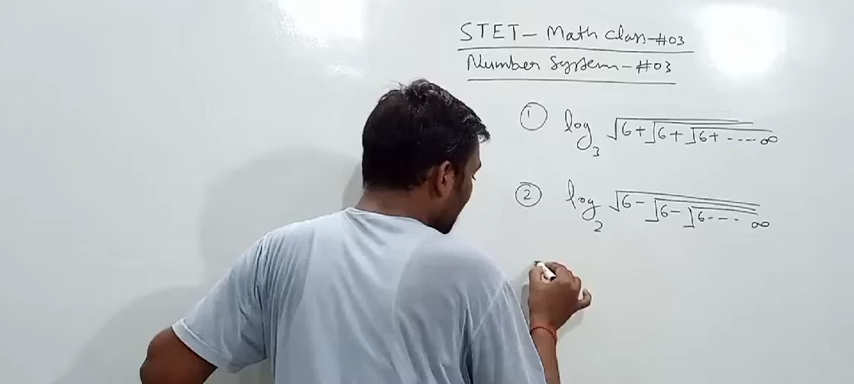 STET- Math class-#03
Number System-#03
① log₃ √6+√6+√6+-----∞
② log₂ √6-√6-√6---- ∞